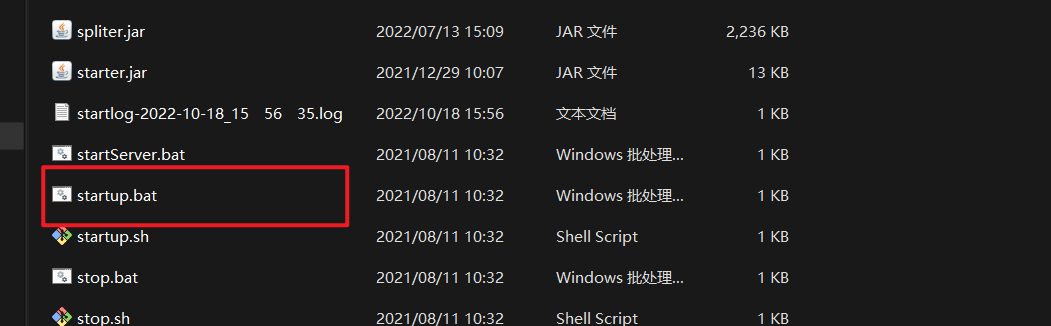 spliter.jar 2022/07/13 15:09 JAR 文件 2,236 KB
starter.jar 2021/12/29 10:07 JAR 文件 13 KB
startlog-2022-10-18_15 56 35.log 2022/10/18 15:56 文本文档 1 KB
startServer.bat 2021/08/11 10:32 Windows 批处理... 1 KB
startup.bat 2021/08/11 10:32 Windows 批处理... 1 KB
startup.sh 2021/08/11 10:32 Shell Script 1 KB
stop.bat 2021/08/11 10:32 Windows 批处理... 1 KB
stop.sh 2021/08/11 10:32 Shell Script 1 KB